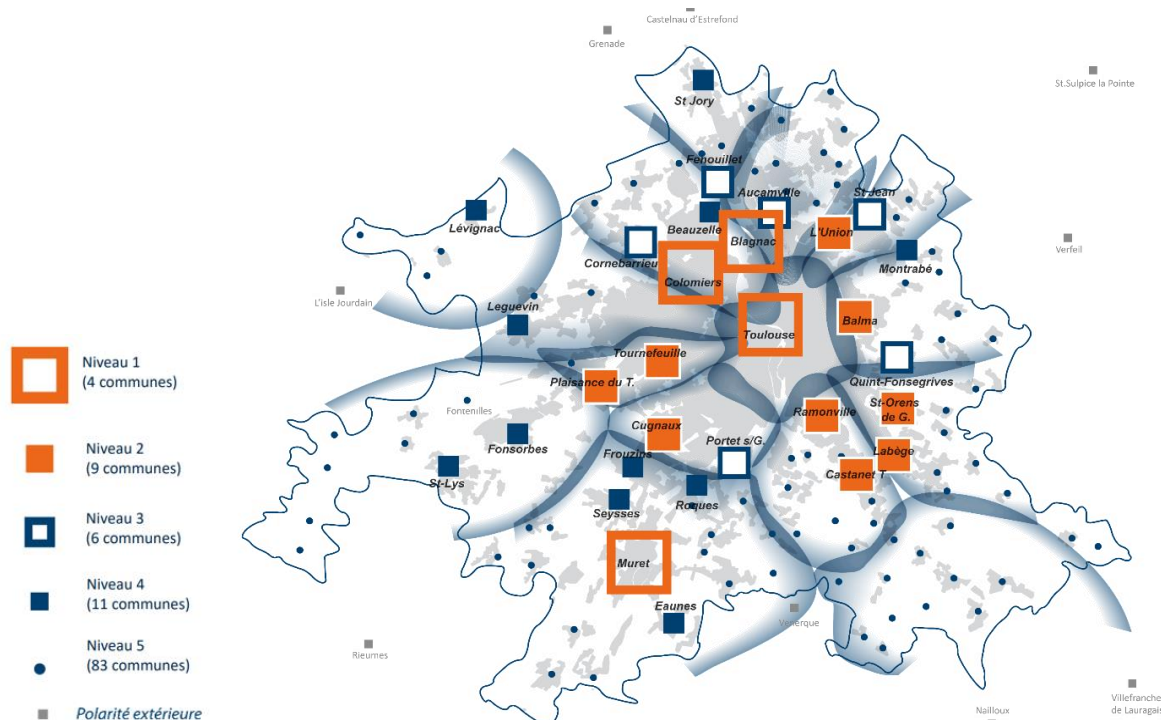 Castelnau d'Estrefond
Grenade
St.Sulpice la Pointe
St Jory
Fenouillet
Aucamville
St Jean
Lévignac
Beauzelle
Blagnac
L'Union
Verfeil
Cornebarrieu
Montrabé
Colomiers
L'isle Jourdain
Leguevin
Toulouse
Balma
Tournefeuille
Plaisance du T.
Quint-Fonsegrives
Fontenilles
Ramonville
St-Orens
de G.
Cugnaux
Portet s/G.
Fonsorbes
Frouzins
Labège
St-Lys
Castanet T
Seysses
Roques
Muret
Eaunes
Venerque
Rieumes
Nailloux
Villefranche
de Lauragais
Niveau 1
(4 communes)
Niveau 2
(9 communes)
Niveau 3
(6 communes)
Niveau 4
(11 communes)
Niveau 5
(83 communes)
Polarité extérieure